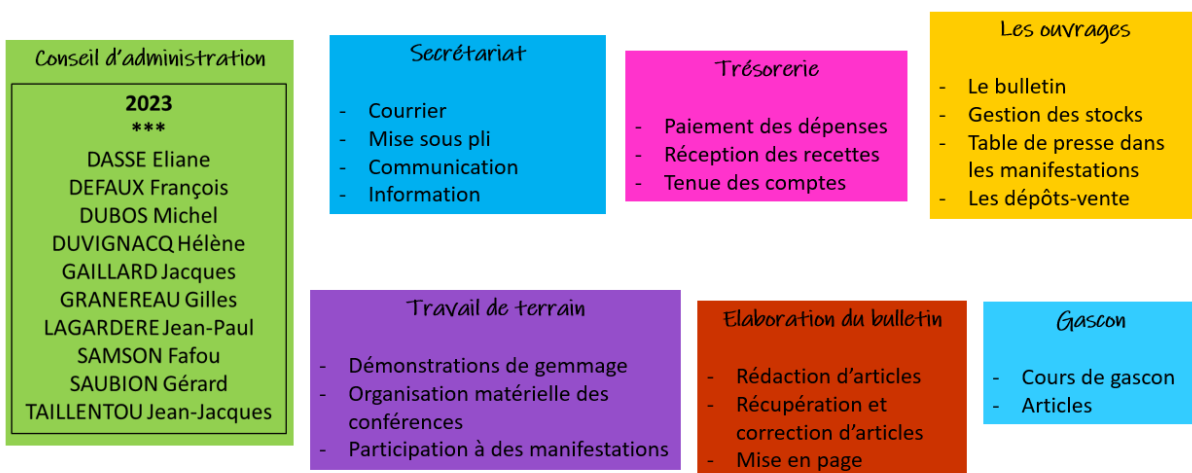 Conseil d'administration
2023
***
DASSE Eliane
DEFAUX François
DUBOS Michel
DUVIGNACQ Hélène
GAILLARD Jacques
GRANEREAU Gilles
LAGARDERE Jean-Paul
SAMSON Fafou
SAUBION Gérard
TAILLENTOU Jean-Jacques
Secrétariat
- Courrier
- Mise sous pli
- Communication
- Information
Trésorerie
- Paiement des dépenses
- Réception des recettes
- Tenue des comptes
Les ouvrages
- Le bulletin
- Gestion des stocks
- Table de presse dans
les manifestations
- Les dépôts-vente
Travail de terrain
- Démonstrations de gemmage
- Organisation matérielle des
conférences
- Participation à des manifestations
Elaboration du bulletin
- Rédaction d'articles
- Récupération et
correction d'articles
- Mise en page
Gascon
- Cours de gascon
- Articles